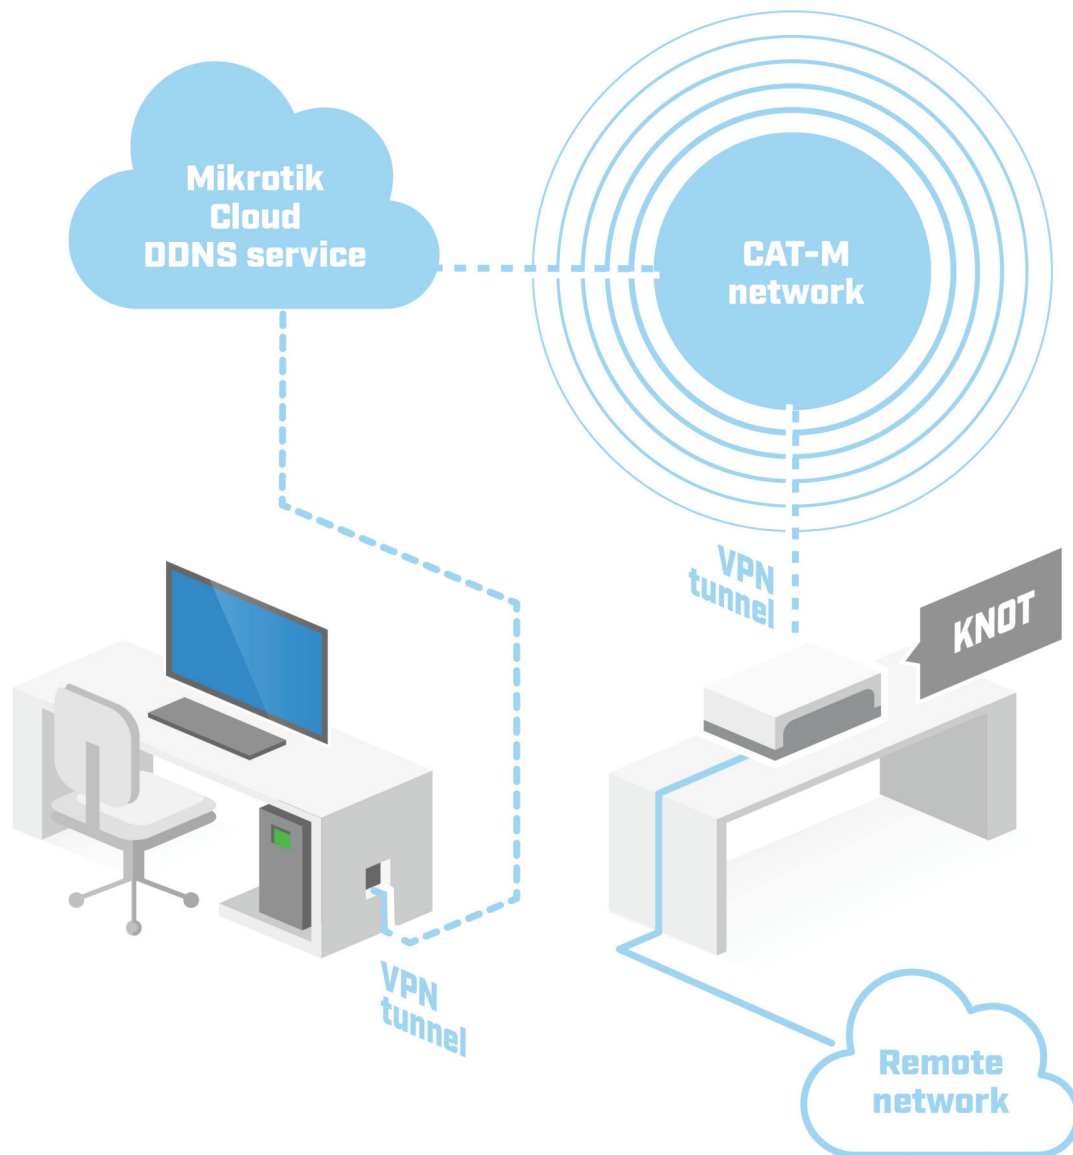 Mikrotik
Cloud
DDNS service
CAT-M
network
VPN
tunnel
KNOT
VPN
tunnel
Remote
network